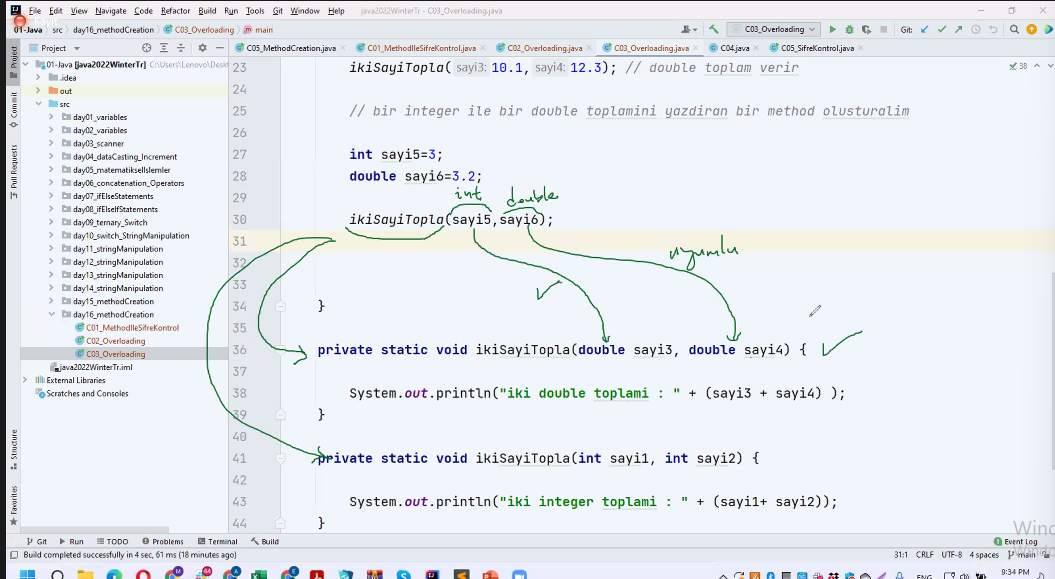 File Edit View Navigate Code Refactor Build Run Tools Git Window Help java2022WinterTr - C03_Overloading.java
01-Java src day16_methodCreation C03_Overloading main C03_Overloading Git:
Project C05_MethodCreation.java C01_MethodIleSifreKontrol.java C02_Overloading.java C03_Overloading.java C04.java C05_SifreKontrol.java
Project
Commit
Pull Requests
Structure
Favorites
01-Java [java2022WinterTr] C:\Users\Lenovo\Deskt
.idea
out
src
day01_variables
day02_variables
day03_scanner
day04_dataCasting_Increment
day05_matematikselIslemler
day06_concatenation_Operators
day07_ifElseStatements
day08_ifElseIfStatements
day09_ternary_Switch
day10_switch_StringManipulation
day11_stringManipulation
day12_stringManipulation
day13_stringManipulation
day14_stringManipulation
day15_methodCreation
day16_methodCreation
C01_MethodIleSifreKontrol
C02_Overloading
C03_Overloading
java2022WinterTr.iml
External Libraries
Scratches and Consoles
38
23 ikiSayiTopla( sayi3: 10.1, sayi4: 12.3); // double toplam verir
24
25 // bir integer ile bir double toplamini yazdiran bir method olusturalim
26
27 int sayi5=3;
28 double sayi6=3.2;
29 int double
30 ikiSayiTopla(sayi5,sayi6);
31 uyumlu
32
33
34 }
35
36 private static void ikiSayiTopla(double sayi3, double sayi4) {
37
38 System.out.println("iki double toplami : " + (sayi3 + sayi4) );
39 }
40
41 private static void ikiSayiTopla(int sayi1, int sayi2) {
42
43 System.out.println("iki integer toplami : " + (sayi1+ sayi2));
44 }
Git Run TODO Problems Terminal Build Event Log
Build completed successfully in 4 sec, 61 ms (18 minutes ago) 31:1 CRLF UTF-8 4 spaces main
ENG 9:34 PM